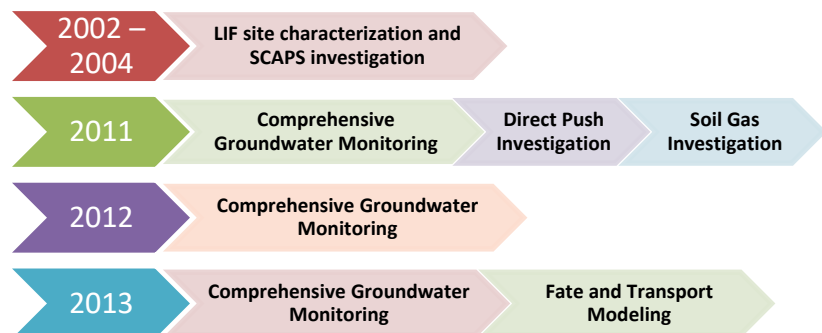 2002 –
2004
LIF site characterization and
SCAPS investigation
2011
Comprehensive
Groundwater Monitoring
Direct Push
Investigation
Soil Gas
Investigation
2012
Comprehensive Groundwater
Monitoring
2013
Comprehensive Groundwater
Monitoring
Fate and Transport
Modeling